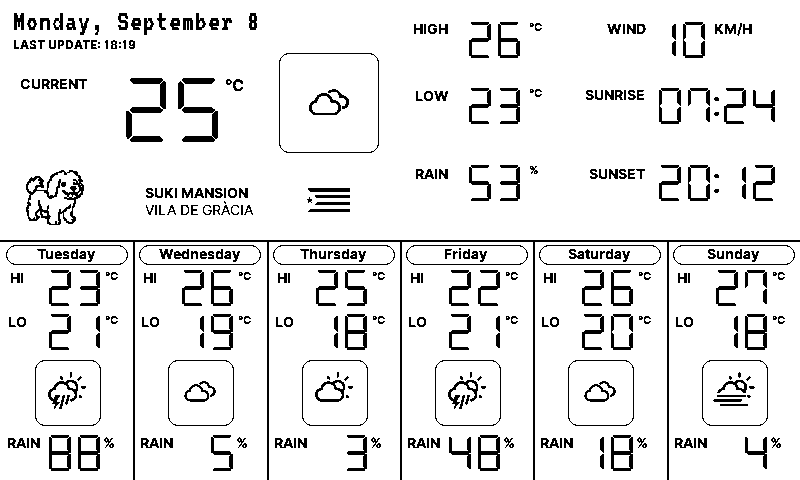 Monday, September 8
LAST UPDATE: 18:19
CURRENT 25 °C
HIGH 26 °C
WIND 10 KM/H
LOW 23 °C
SUNRISE 07:24
RAIN 53 %
SUNSET 20:12
SUKI MANSION
VILA DE GRÀCIA
Tuesday
HI 23 °C
LO 21 °C
RAIN 88 %
Wednesday
HI 26 °C
LO 19 °C
RAIN 5 %
Thursday
HI 25 °C
LO 18 °C
RAIN 3 %
Friday
HI 22 °C
LO 21 °C
RAIN 48 %
Saturday
HI 26 °C
LO 20 °C
RAIN 18 %
Sunday
HI 27 °C
LO 18 °C
RAIN 4 %